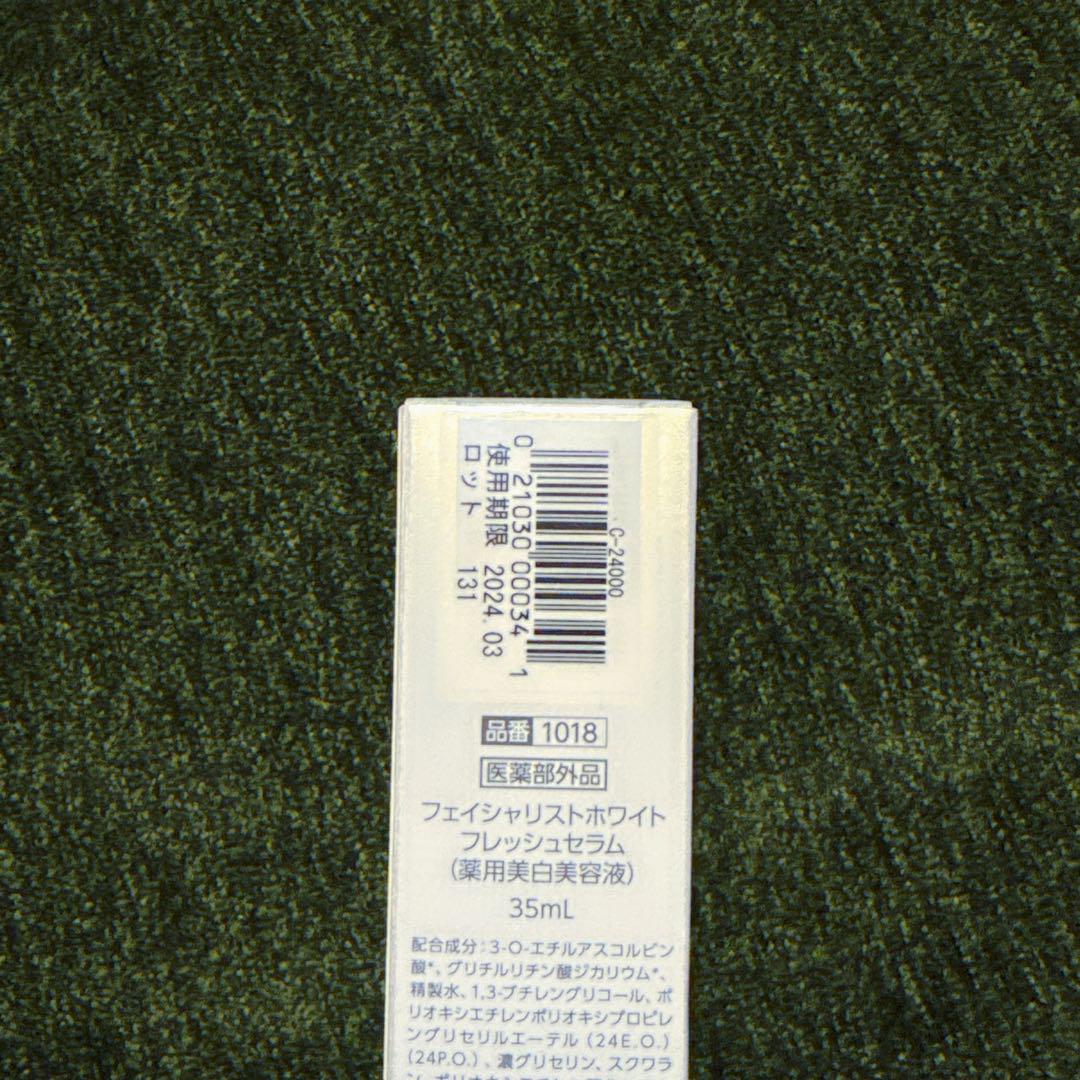 C-24000
0 21030 00034 1
使用期限 2024.03
ロット 131
品番 1018
医薬部外品
フェイシャリストホワイト
フレッシュセラム
（薬用美白美容液）
35mL
配合成分：3-O-エチルアスコルビン
酸*、グリチルリチン酸ジカリウム*、
精製水、1,3-ブチレングリコール、ポ
リオキシエチレンポリオキシプロピレ
ングリセリルエーテル（24E.O.）
（24P.O.）、濃グリセリン、スクワラ